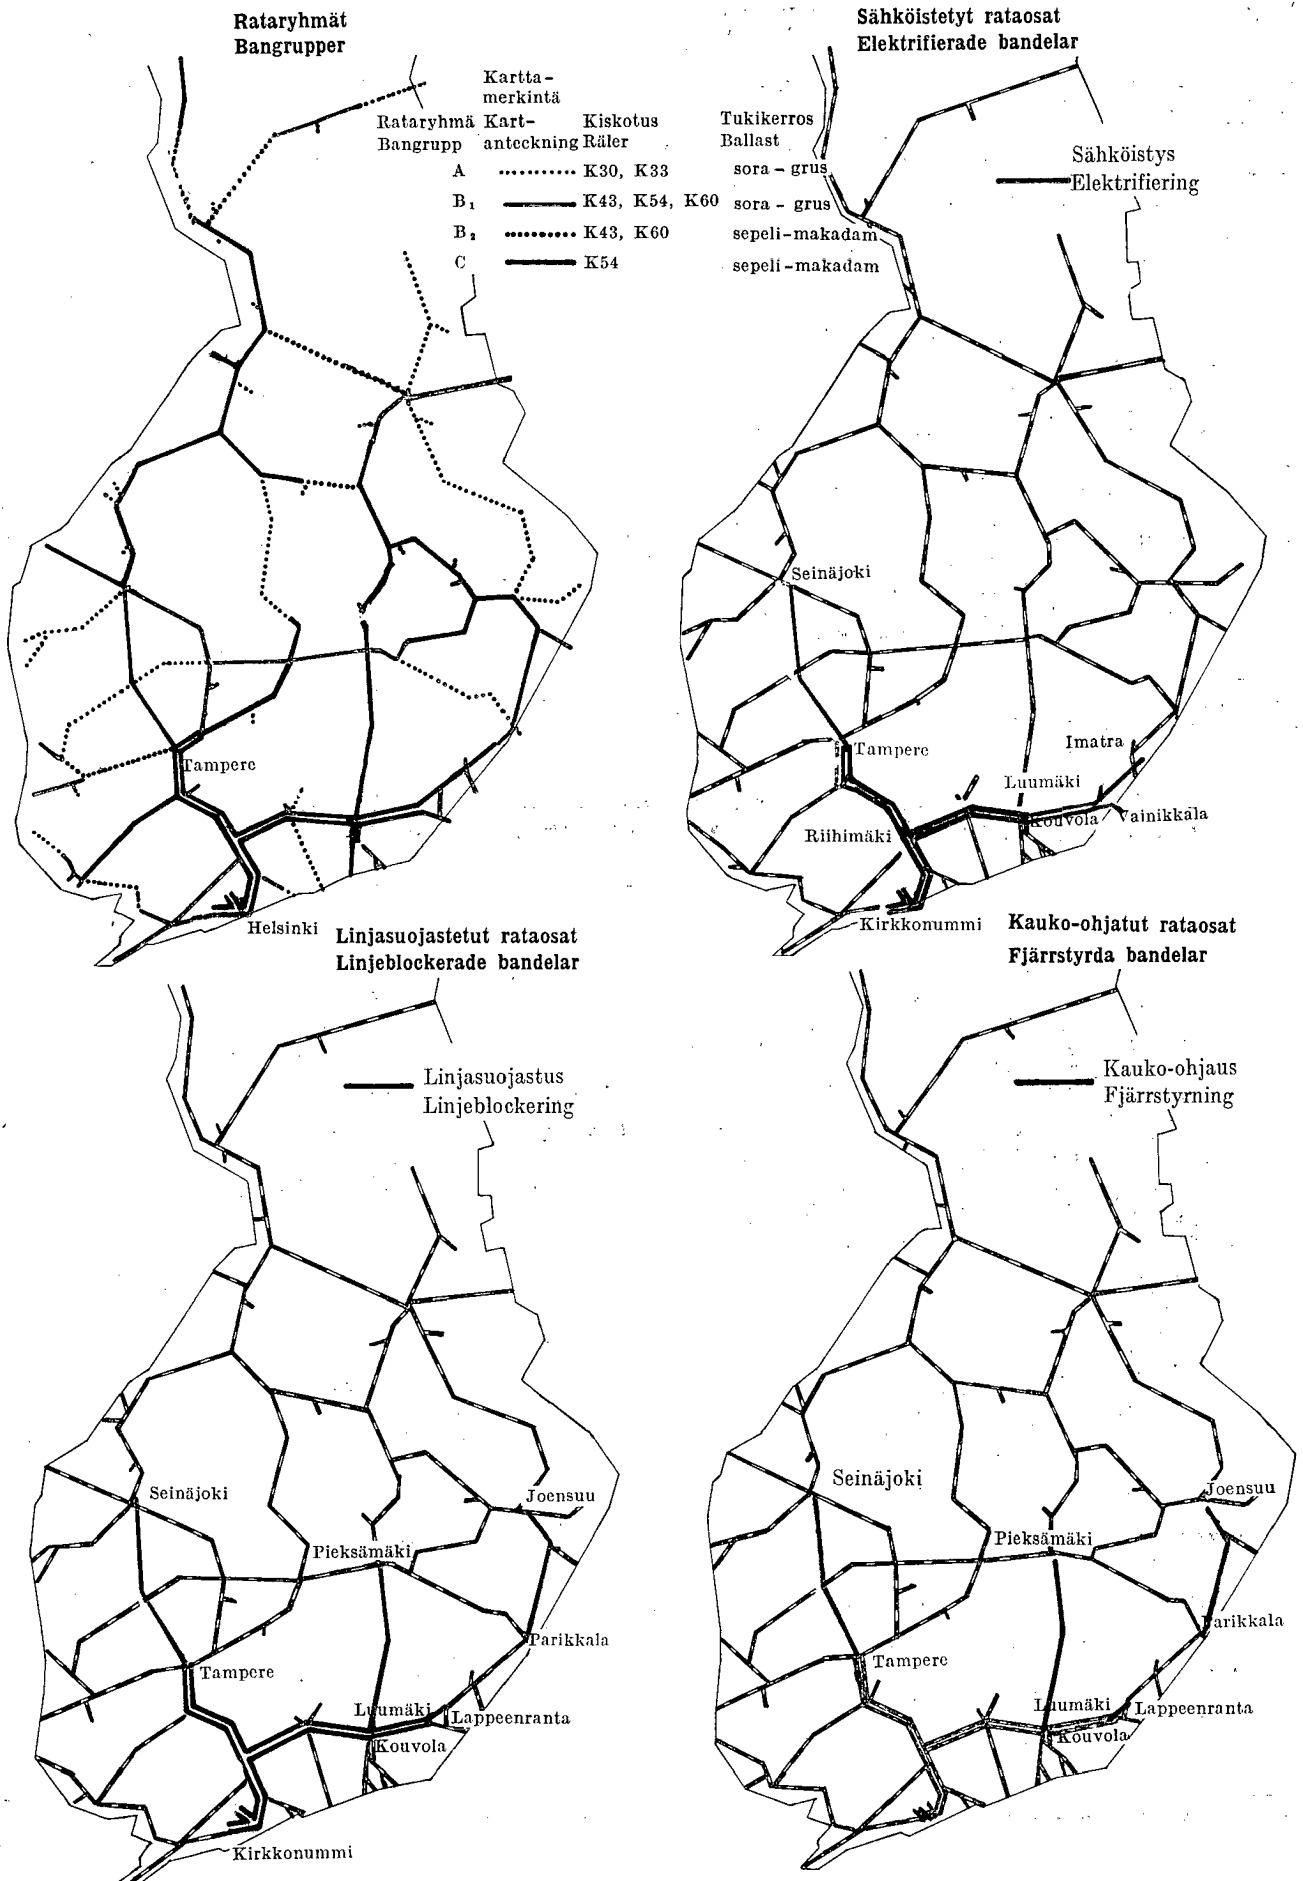 Rataryhmät
Bangrupper
Kartta-
merkintä
Rataryhmä Kart- Kiskotus Tukikerros
Bangrupp anteckning Räler Ballast
A K30, K33 sora - grus
B₁ K43, K54, K60 sora - grus
B₂ K43, K60 sepeli-makadam
C K54 sepeli-makadam
Tampere
Helsinki
Sähköistetyt rataosat
Elektrifierade bandelar
Sähköistys
Elektrifiering
Seinäjoki
Tampere
Imatra
Luumäki
Kouvola
Vainikkala
Riihimäki
Kirkkonummi
Linjasuojastetut rataosat
Linjeblockerade bandelar
Linjasuojastus
Linjeblockering
Seinäjoki
Joensuu
Pieksämäki
Parikkala
Tampere
Luumäki
Lappeenranta
Kouvola
Kirkkonummi
Kauko-ohjatut rataosat
Fjärrstyrda bandelar
Kauko-ohjaus
Fjärrstyrning
Seinäjoki
Joensuu
Pieksämäki
Parikkala
Tampere
Luumäki
Lappeenranta
Kouvola